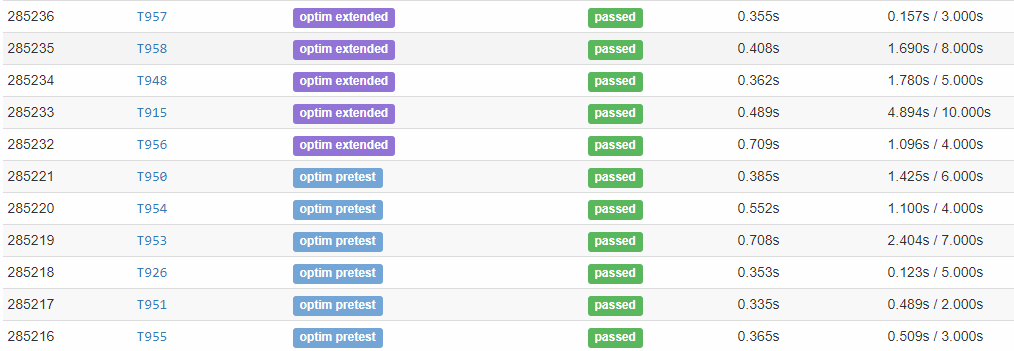 285236 T957 optim extended passed 0.355s 0.157s / 3.000s
285235 T958 optim extended passed 0.408s 1.690s / 8.000s
285234 T948 optim extended passed 0.362s 1.780s / 5.000s
285233 T915 optim extended passed 0.489s 4.894s / 10.000s
285232 T956 optim extended passed 0.709s 1.096s / 4.000s
285221 T950 optim pretest passed 0.385s 1.425s / 6.000s
285220 T954 optim pretest passed 0.552s 1.100s / 4.000s
285219 T953 optim pretest passed 0.708s 2.404s / 7.000s
285218 T926 optim pretest passed 0.353s 0.123s / 5.000s
285217 T951 optim pretest passed 0.335s 0.489s / 2.000s
285216 T955 optim pretest passed 0.365s 0.509s / 3.000s